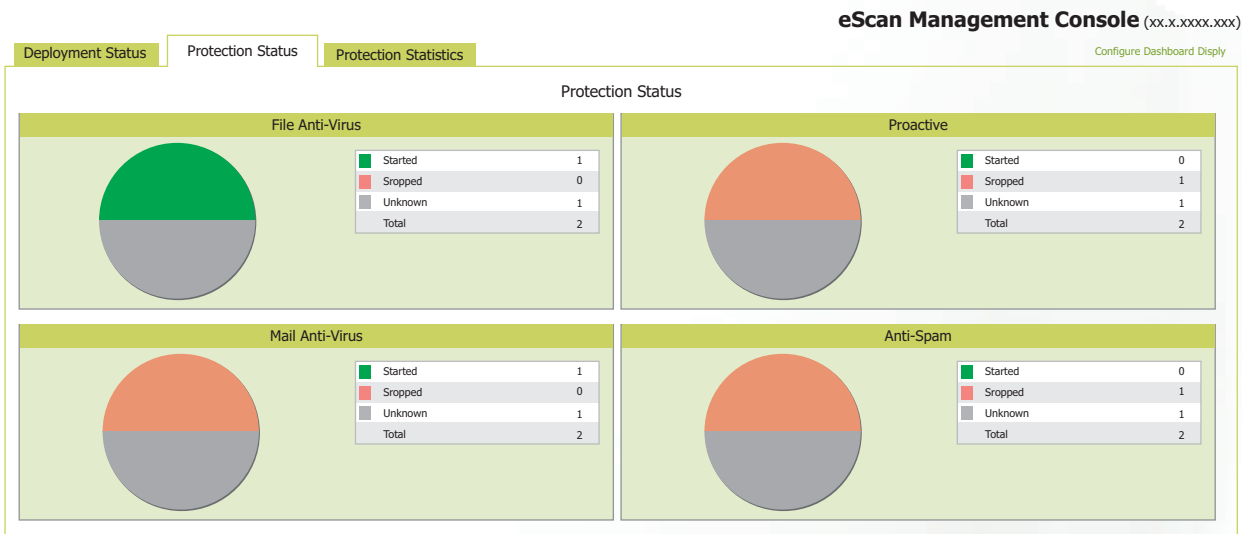 eScan Management Console (xx.x.xxxx.xxx)
Deployment Status
Protection Status
Protection Statistics
Configure Dashboard Disply
Protection Status
File Anti-Virus
Started 1
Sropped 0
Unknown 1
Total 2
Proactive
Started 0
Sropped 1
Unknown 1
Total 2
Mail Anti-Virus
Started 1
Sropped 0
Unknown 1
Total 2
Anti-Spam
Started 0
Sropped 1
Unknown 1
Total 2